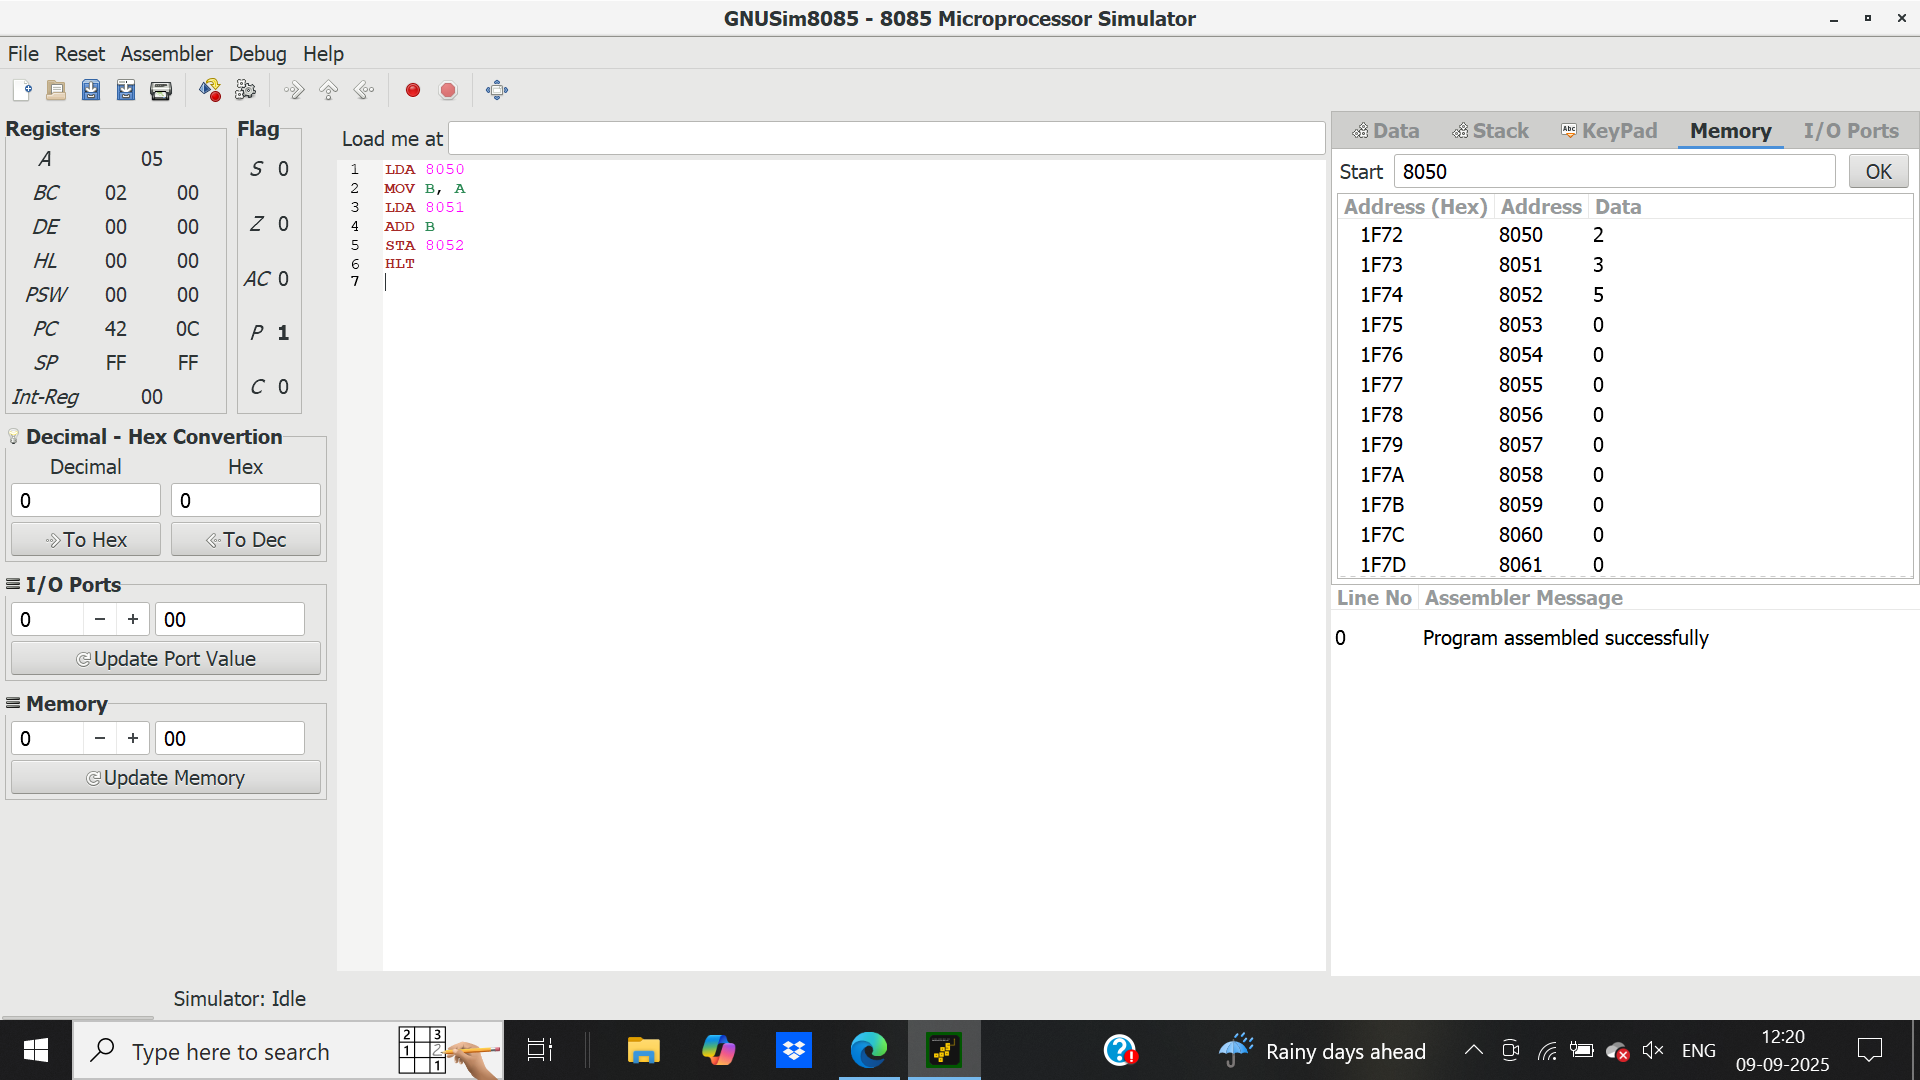 GNUSim8085 - 8085 Microprocessor Simulator
File Reset Assembler Debug Help
Registers
A 05
BC 02 00
DE 00 00
HL 00 00
PSW 00 00
PC 42 0C
SP FF FF
Int-Reg 00
Flag
S 0
Z 0
AC 0
P 1
C 0
Decimal - Hex Convertion
Decimal Hex
0 0
To Hex To Dec
I/O Ports
0 − + 00
Update Port Value
Memory
0 − + 00
Update Memory
Load me at
1 LDA 8050
2 MOV B, A
3 LDA 8051
4 ADD B
5 STA 8052
6 HLT
7
Data Stack Abc KeyPad Memory I/O Ports
Start 8050 OK
Address (Hex) Address Data
1F72 8050 2
1F73 8051 3
1F74 8052 5
1F75 8053 0
1F76 8054 0
1F77 8055 0
1F78 8056 0
1F79 8057 0
1F7A 8058 0
1F7B 8059 0
1F7C 8060 0
1F7D 8061 0
Line No Assembler Message
0 Program assembled successfully
Simulator: Idle
Type here to search
2 3
1 2
1
Rainy days ahead
ENG
12:20
09-09-2025